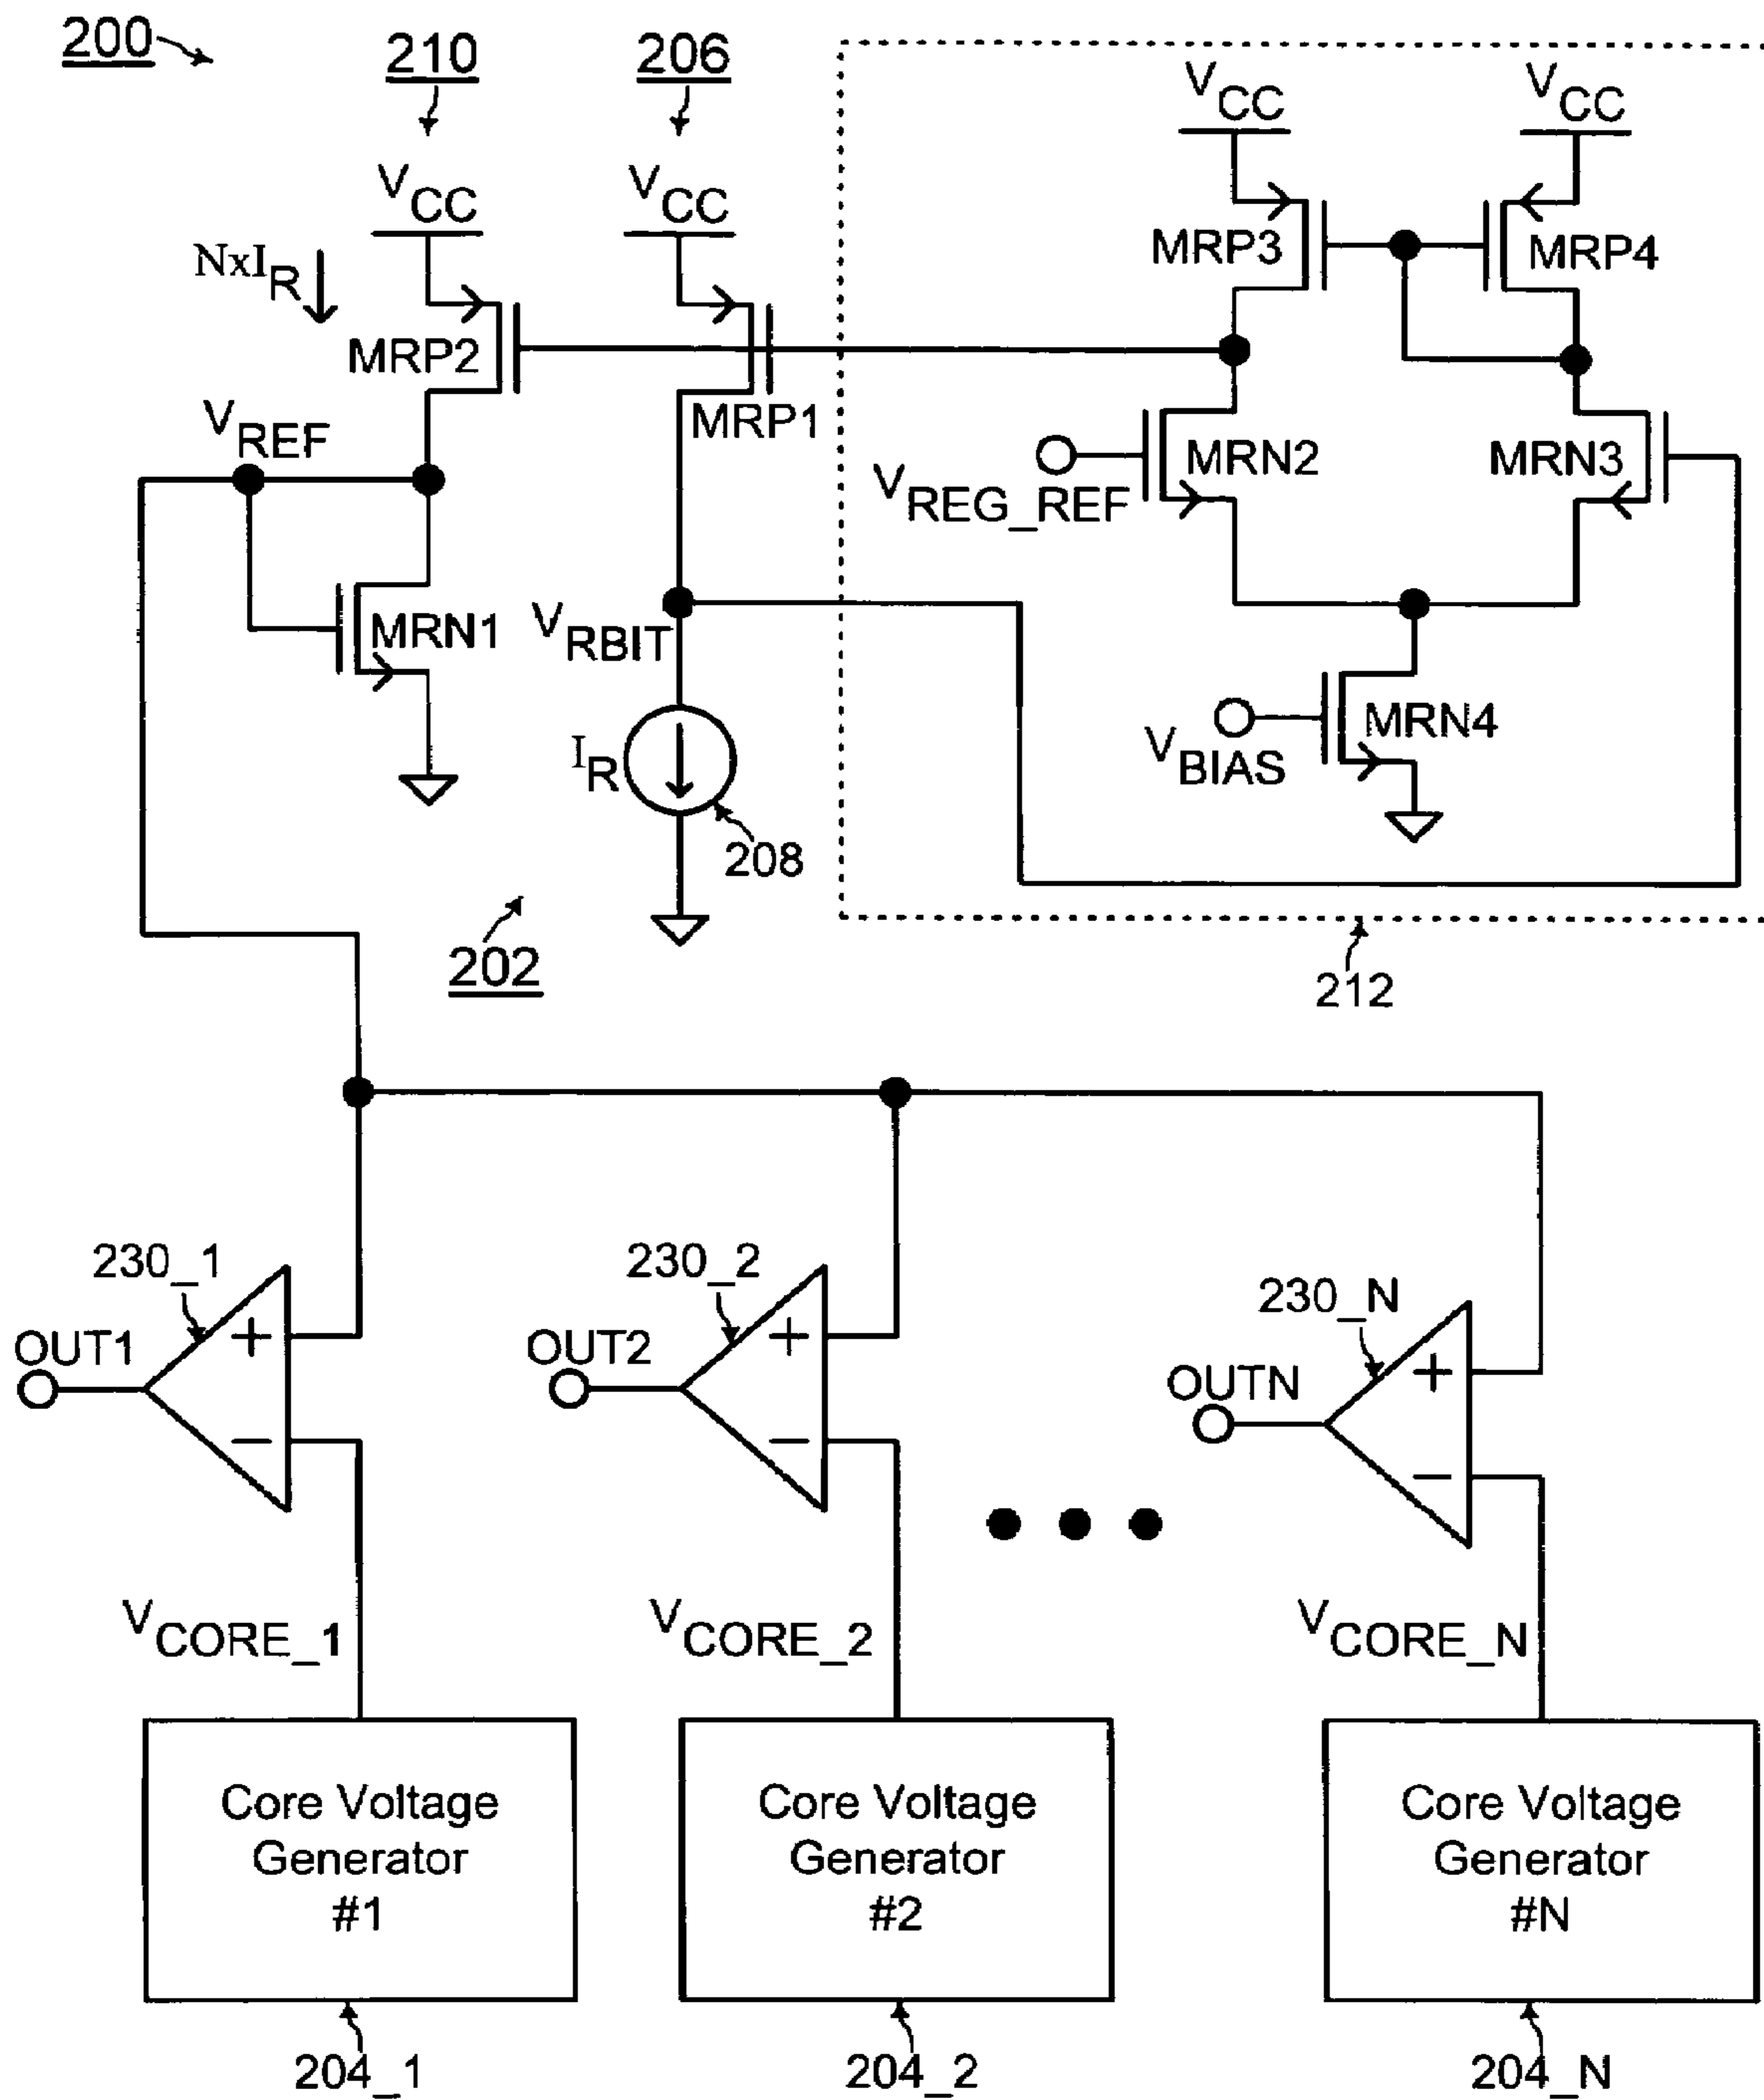 200
210
206
VCC
VCC
VCC
VCC
NxIR
MRP3
MRP4
MRP2
MRP1
VREF
MRN2
MRN3
VREG_REF
MRN1
VRBIT
MRN4
VBIAS
IR
208
202
212
230_1
230_2
230_N
+
+
+
OUT1
OUT2
OUTN
−
−
−
VCORE_1
VCORE_2
VCORE_N
Core Voltage
Generator
#1
Core Voltage
Generator
#2
Core Voltage
Generator
#N
204_1
204_2
204_N